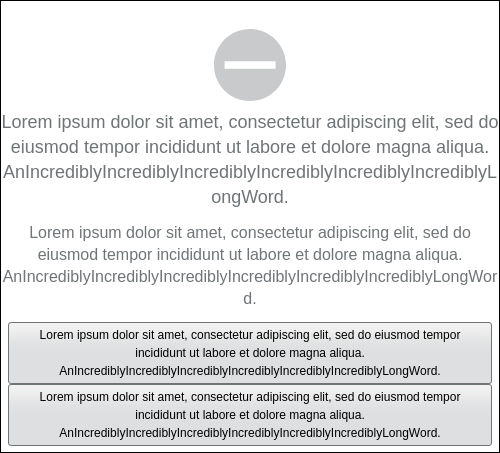 Lorem ipsum dolor sit amet, consectetur adipiscing elit, sed do
eiusmod tempor incididunt ut labore et dolore magna aliqua.
AnIncrediblyIncrediblyIncrediblyIncrediblyIncrediblyIncrediblyL
ongWord.
Lorem ipsum dolor sit amet, consectetur adipiscing elit, sed do
eiusmod tempor incididunt ut labore et dolore magna aliqua.
AnIncrediblyIncrediblyIncrediblyIncrediblyIncrediblyIncrediblyLongWor
d.
Lorem ipsum dolor sit amet, consectetur adipiscing elit, sed do eiusmod tempor
incididunt ut labore et dolore magna aliqua.
AnIncrediblyIncrediblyIncrediblyIncrediblyIncrediblyIncrediblyLongWord.
Lorem ipsum dolor sit amet, consectetur adipiscing elit, sed do eiusmod tempor
incididunt ut labore et dolore magna aliqua.
AnIncrediblyIncrediblyIncrediblyIncrediblyIncrediblyIncrediblyLongWord.